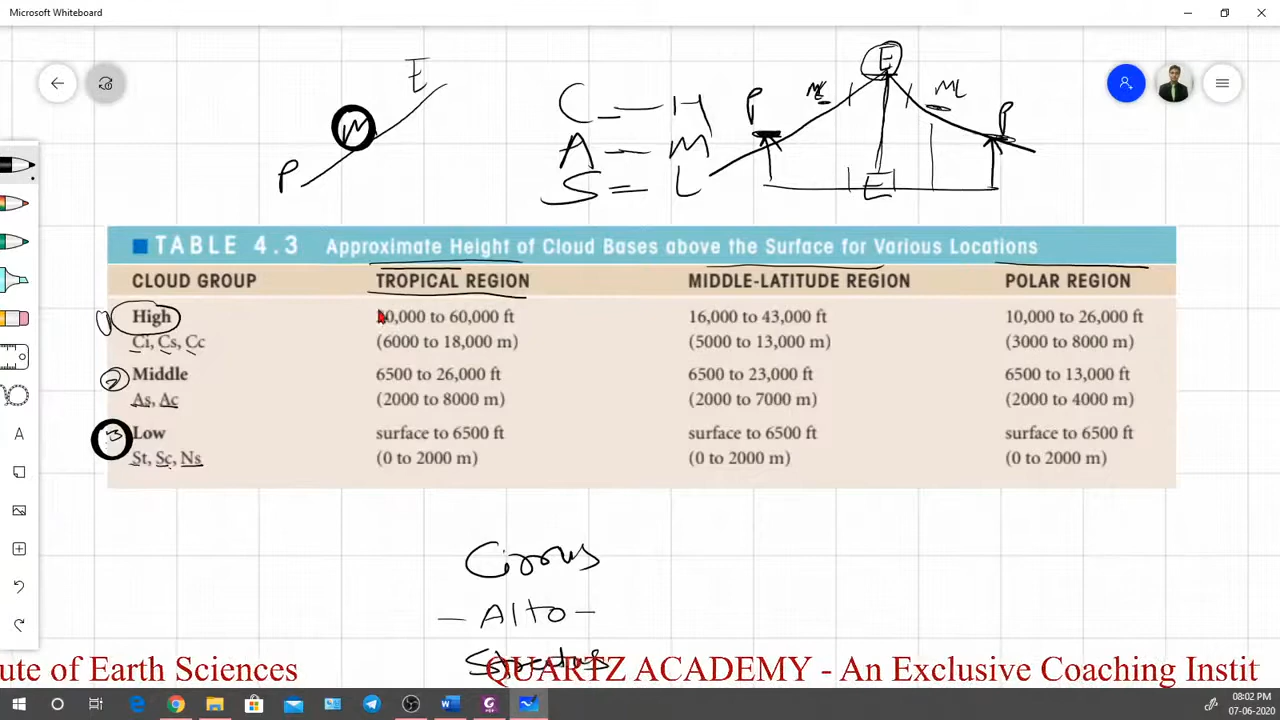 Microsoft Whiteboard
P M E
C — H
A — M
S = L
P ML E ML P
E
TABLE 4.3 Approximate Height of Cloud Bases above the Surface for Various Locations
CLOUD GROUP TROPICAL REGION MIDDLE-LATITUDE REGION POLAR REGION
1 High 0,000 to 60,000 ft 16,000 to 43,000 ft 10,000 to 26,000 ft
Ci, Cs, Cc (6000 to 18,000 m) (5000 to 13,000 m) (3000 to 8000 m)
2 Middle 6500 to 26,000 ft 6500 to 23,000 ft 6500 to 13,000 ft
As, Ac (2000 to 8000 m) (2000 to 7000 m) (2000 to 4000 m)
3 Low surface to 6500 ft surface to 6500 ft surface to 6500 ft
St, Sc, Ns (0 to 2000 m) (0 to 2000 m) (0 to 2000 m)
Cirrus
— Alto —
Stratus
ute of Earth Sciences QUARTZ ACADEMY - An Exclusive Coaching Instit
08:02 PM
07-06-2020